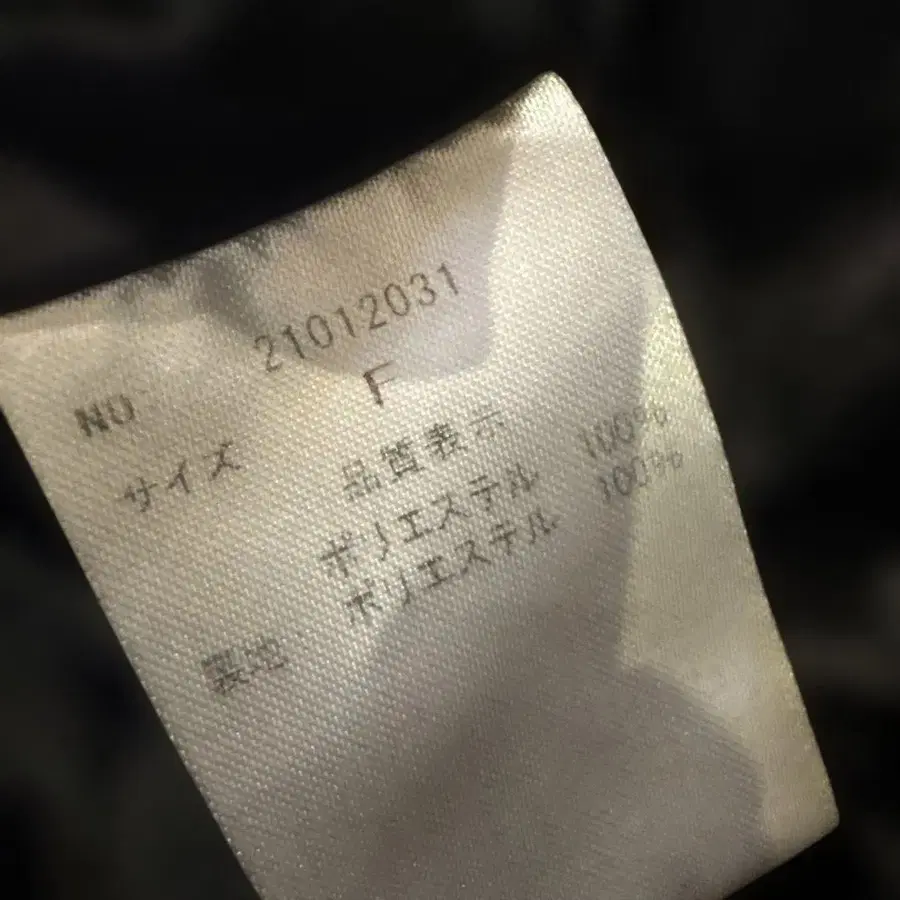 NO 21012031
サイズ F
品質表示
ポリエステル 100%
裏地 ポリエステル 100%